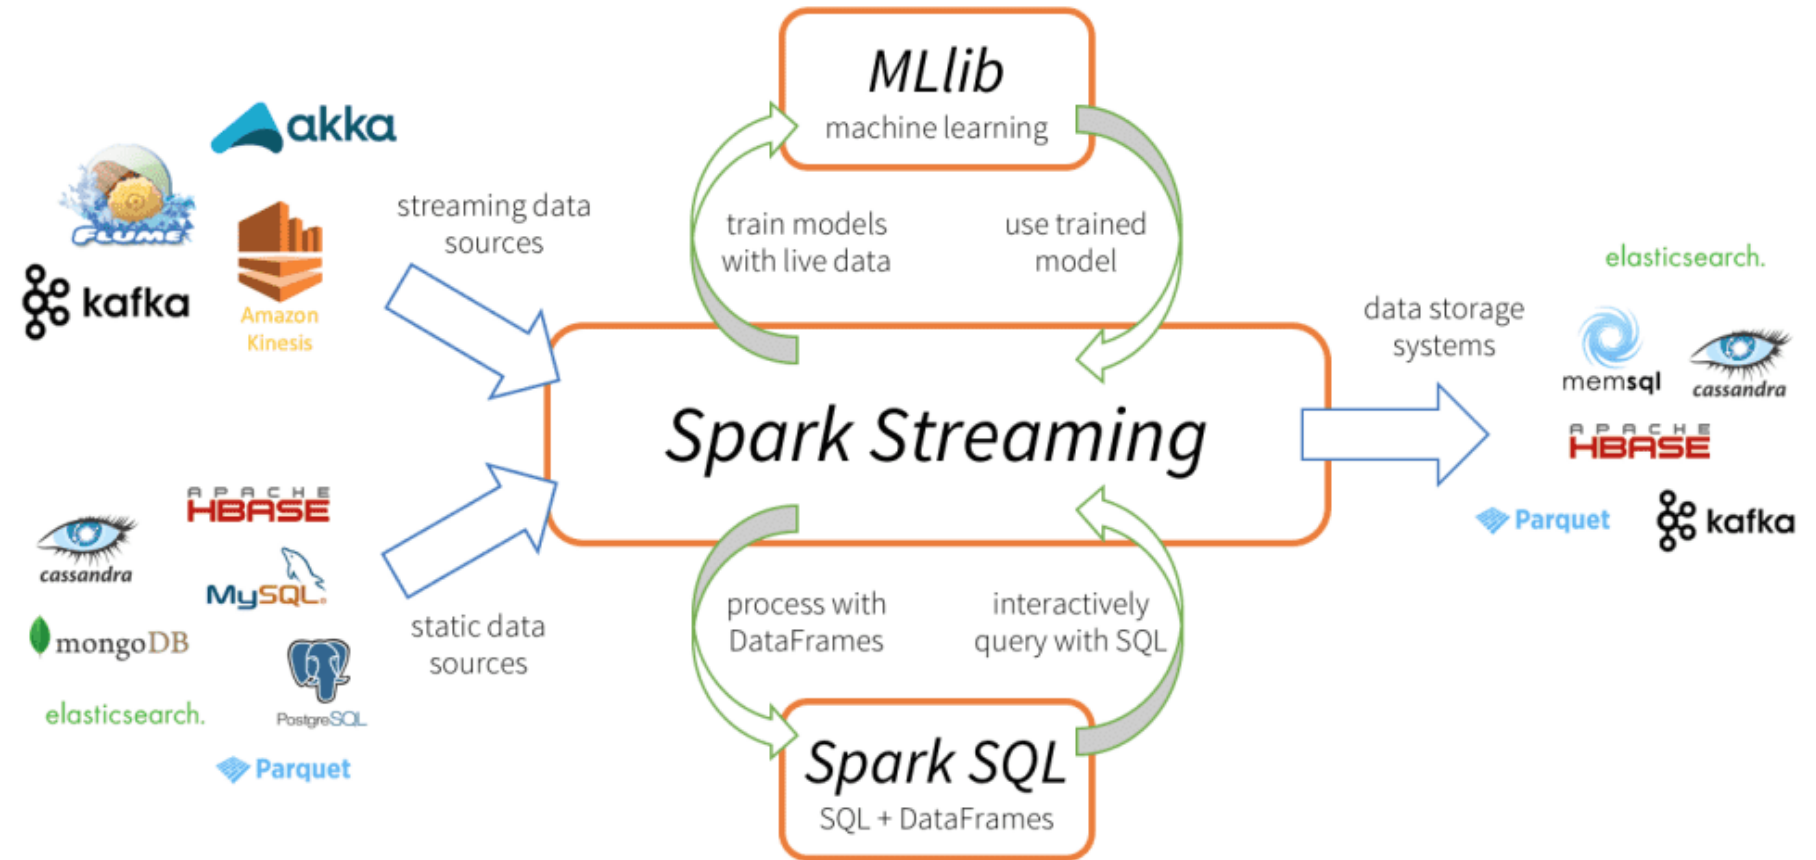 akka
FLUME
kafka
Amazon
Kinesis
streaming data
sources
APACHE
HBASE
cassandra
MySQL®
mongoDB
PostgreSQL
elasticsearch.
Parquet
static data
sources
MLlib
machine learning
train models
with live data
use trained
model
Spark Streaming
process with
DataFrames
interactively
query with SQL
Spark SQL
SQL + DataFrames
data storage
systems
elasticsearch.
memsql
cassandra
APACHE
HBASE
Parquet
kafka